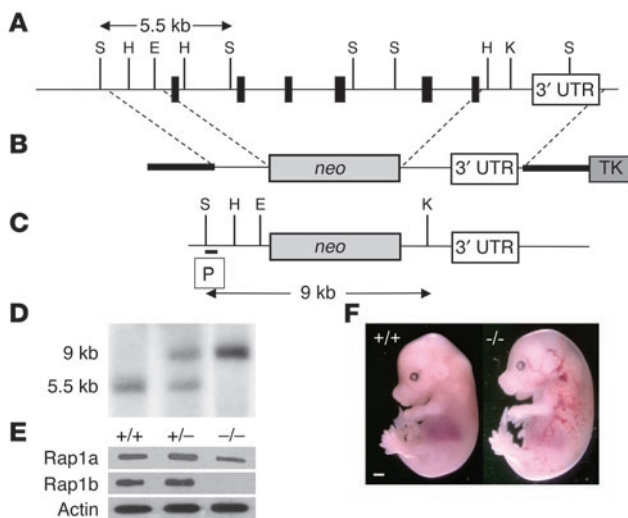 A
5.5 kb
S H E H S S S H K S
3′ UTR
B
neo
3′ UTR
TK
C
S H E K
neo
3′ UTR
P
9 kb
D
9 kb
5.5 kb
E
+/+ +/– –/–
Rap1a
Rap1b
Actin
F
+/+
-/-